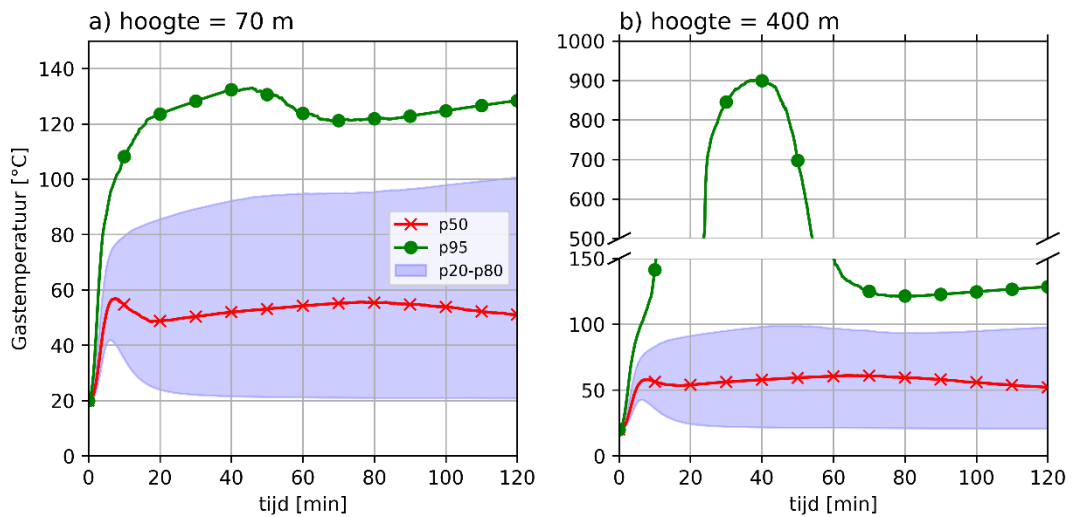 a) hoogte = 70 m
b) hoogte = 400 m
Gastemperatuur [°C]
140
120
100
80
60
40
20
0
p50
p95
p20-p80
0 20 40 60 80 100 120
tijd [min]
1000
900
800
700
600
500
150
100
50
0
0 20 40 60 80 100 120
tijd [min]